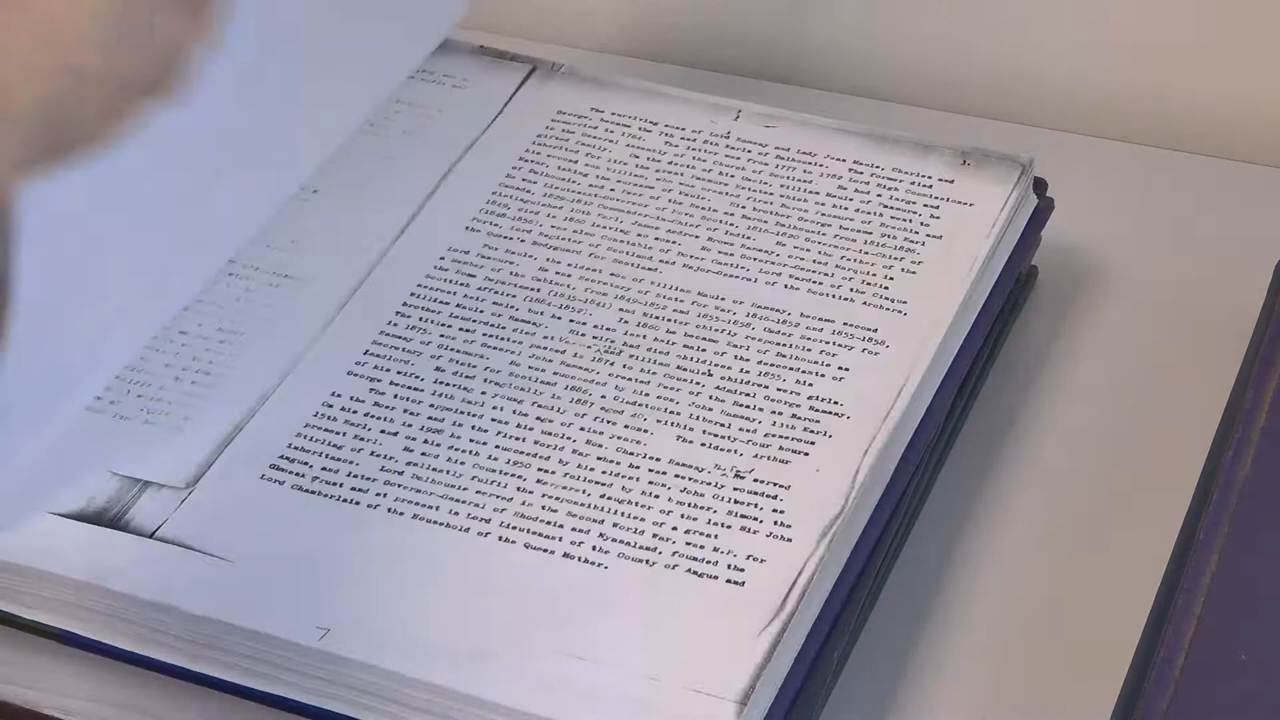 3.
The surviving sons of Lord Ramsay and Lady Jean Maule, Charles and
George, became the 7th and 8th Earls of Dalhousie. The former died
unmarried in 1764. The latter was from 1777 to 1782 Lord High Commissioner
to the General Assembly of the Church of Scotland. He had a large and
gifted family. On the death of his Uncle, William Maule of Panmure, he
inherited for life the vast Panmure Estates which on his death went to
his second son William, who was created first Baron Panmure of Brechin and
Navar, taking the surname of Maule. His brother George became 9th Earl
of Dalhousie, and a Peer of the Realm as Baron Dalhousie from 1816-1826.
He was Lieutenant-Governor of Nova Scotia, 1816-1820 Governor-in-Chief of
Canada, 1829-1810 Commander-in-Chief of India. He was the father of the
distinguished 10th Earl, James Andrew Brown Ramsay, created Marquis in
1849, died in 1860 leaving no sons. He was Governor-General of India
(1848-1856), was also Constable of Dover Castle, Lord Warden of the Cinque
Ports, Lord Register of Scotland and Major-General of the Scottish Archers,
the Queen's Bodyguard for Scotland.
Fox Maule, the eldest son of William Maule or Ramsay, became second
Lord Panmure. He was Secretary of State for War, 1846-1852 and 1855-1858,
a member of the Cabinet, from 1849-1852 and 1855-1858, Under Secretary for
the Home Department (1835-1841) and Minister chiefly responsible for
Scottish Affairs (1864-1852). In 1860 he became Earl of Dalhousie as
nearest heir male, but he was also last heir male of the descendants of
William Maule or Ramsay. His wife had died childless in 1855, his
brother Lauderdale died at and William Maule's children were girls.
The titles and estates passed in 1874 to his Cousin, Admiral George Ramsay,
in 1875. son of General John Ramsay, created Peer of the Realm as Baron
Ramsay of Glenmark. He was succeeded by his son, John Ramsay, 13th Earl,
Secretary of State for Scotland 1886, a Gladstonian liberal and generous
landlord. He died tragically in 1887 aged 40, within twenty-four hours
of his wife, leaving a young family of five sons. The eldest, Arthur
George became 14th Earl at the age of nine years.
The tutor appointed was his uncle, Hon. Charles Ramsay. He served
in the Boer War and in the First World War when he was severely wounded.
On his death in 1928 he was succeeded by his eldest son, John Gilbert, as
15th Earl, and on his death in 1950 was followed by his brother, Simon, the
present Earl. He and his Countess, Margaret, daughter of the late Sir John
Stirling of Keir, gallantly fulfil the responsibilities of a great
inheritance. Lord Dalhousie served in the Second World War, was M.P. for
Angus, and later Governor-General of Rhodesia and Nyasaland, founded the
Glenesk Trust and at present is Lord Lieutenant of the County of Angus and
Lord Chamberlain of the Household of the Queen Mother.
7